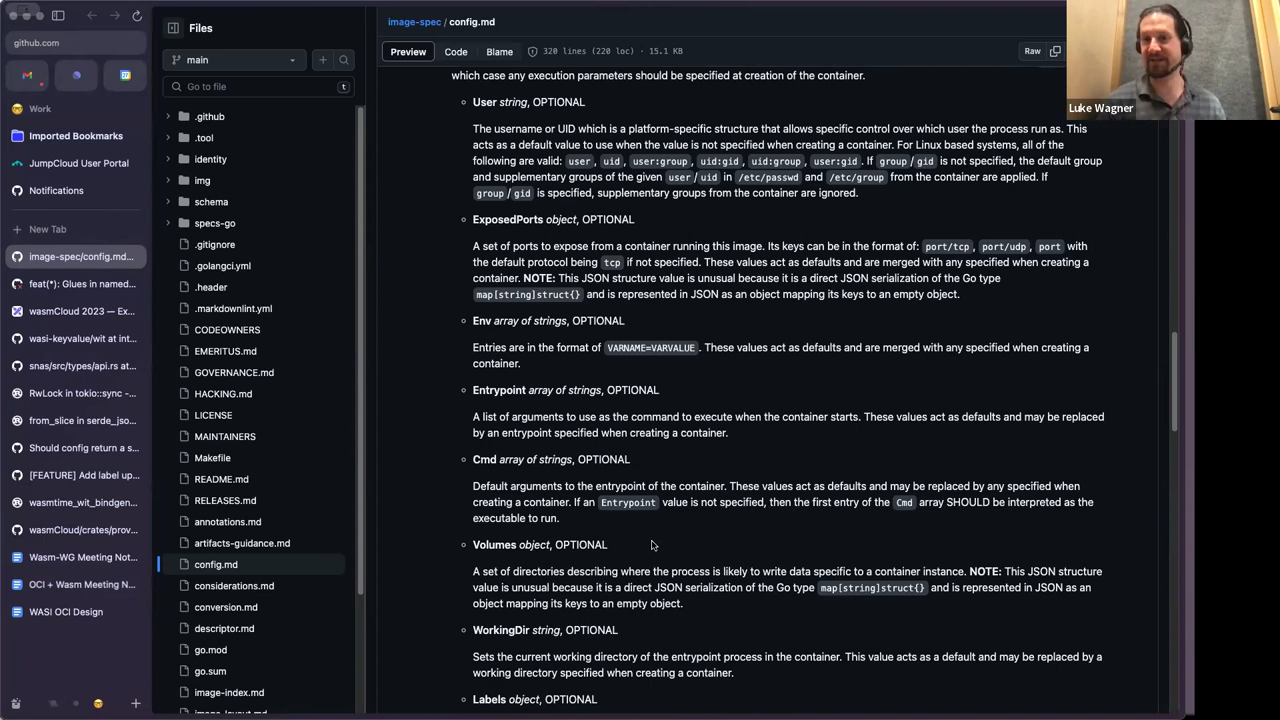 github.com
Work
Imported Bookmarks
JumpCloud User Portal
Notifications
New Tab
image-spec/config.md...
feat(*): Glues in named...
wasmCloud 2023 — Ex...
wasi-keyvalue/wit at int...
snas/src/types/api.rs at...
RwLock in tokio::sync -...
from_slice in serde_jso...
Should config return a s...
[FEATURE] Add label up...
wasmtime_wit_bindgen...
wasmCloud/crates/prov...
Wasm-WG Meeting Not...
OCI + Wasm Meeting N...
WASI OCI Design
Files
main
Go to file
t
.github
.tool
identity
img
schema
specs-go
.gitignore
.golangci.yml
.header
.markdownlint.yml
CODEOWNERS
EMERITUS.md
GOVERNANCE.md
HACKING.md
LICENSE
MAINTAINERS
Makefile
README.md
RELEASES.md
annotations.md
artifacts-guidance.md
config.md
considerations.md
conversion.md
descriptor.md
go.mod
go.sum
image-index.md
image-layout.md
image-spec / config.md
Preview Code Blame 320 lines (220 loc) · 15.1 KB Raw
which case any execution parameters should be specified at creation of the container.
User string, OPTIONAL
The username or UID which is a platform-specific structure that allows specific control over which user the process run as. This
acts as a default value to use when the value is not specified when creating a container. For Linux based systems, all of the
following are valid: user , uid , user:group , uid:gid , uid:group , user:gid . If group / gid is not specified, the default group
and supplementary groups of the given user / uid in /etc/passwd and /etc/group from the container are applied. If
group / gid is specified, supplementary groups from the container are ignored.
ExposedPorts object, OPTIONAL
A set of ports to expose from a container running this image. Its keys can be in the format of: port/tcp , port/udp , port with
the default protocol being tcp if not specified. These values act as defaults and are merged with any specified when creating a
container. NOTE: This JSON structure value is unusual because it is a direct JSON serialization of the Go type
map[string]struct{} and is represented in JSON as an object mapping its keys to an empty object.
Env array of strings, OPTIONAL
Entries are in the format of VARNAME=VARVALUE . These values act as defaults and are merged with any specified when creating a
container.
Entrypoint array of strings, OPTIONAL
A list of arguments to use as the command to execute when the container starts. These values act as defaults and may be replaced
by an entrypoint specified when creating a container.
Cmd array of strings, OPTIONAL
Default arguments to the entrypoint of the container. These values act as defaults and may be replaced by any specified when
creating a container. If an Entrypoint value is not specified, then the first entry of the Cmd array SHOULD be interpreted as the
executable to run.
Volumes object, OPTIONAL
A set of directories describing where the process is likely to write data specific to a container instance. NOTE: This JSON structure
value is unusual because it is a direct JSON serialization of the Go type map[string]struct{} and is represented in JSON as an
object mapping its keys to an empty object.
WorkingDir string, OPTIONAL
Sets the current working directory of the entrypoint process in the container. This value acts as a default and may be replaced by a
working directory specified when creating a container.
Labels object, OPTIONAL
Luke Wagner